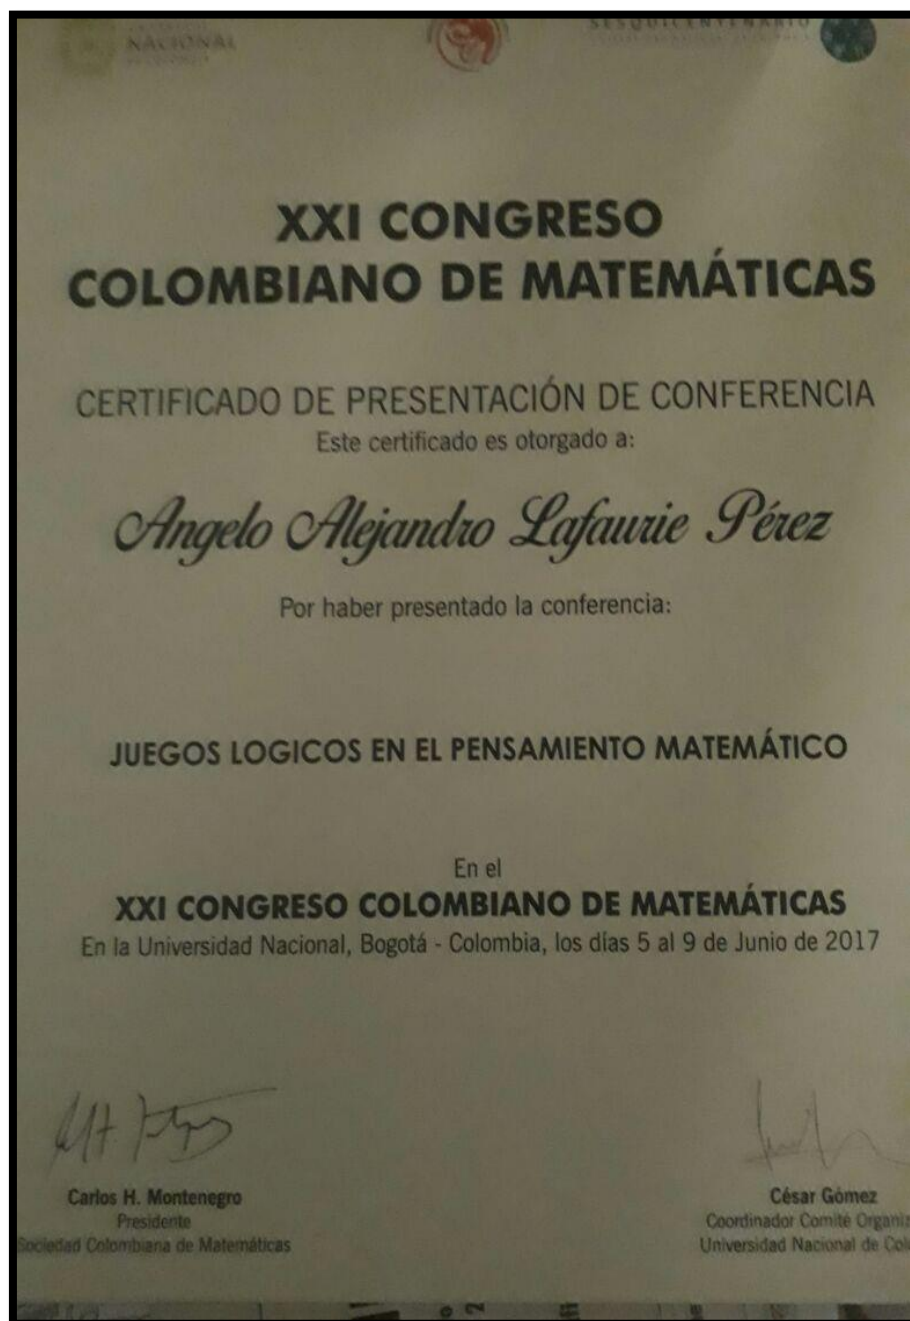 NACIONAL
SESQUICENTENARIO
XXI CONGRESO
COLOMBIANO DE MATEMÁTICAS
CERTIFICADO DE PRESENTACIÓN DE CONFERENCIA
Este certificado es otorgado a:
Angelo Alejandro Lafaurie Pérez
Por haber presentado la conferencia:
JUEGOS LOGICOS EN EL PENSAMIENTO MATEMÁTICO
En el
XXI CONGRESO COLOMBIANO DE MATEMÁTICAS
En la Universidad Nacional, Bogotá - Colombia, los días 5 al 9 de Junio de 2017
Carlos H. Montenegro
Presidente
Sociedad Colombiana de Matemáticas
César Gómez
Coordinador Comité Organiz
Universidad Nacional de Col